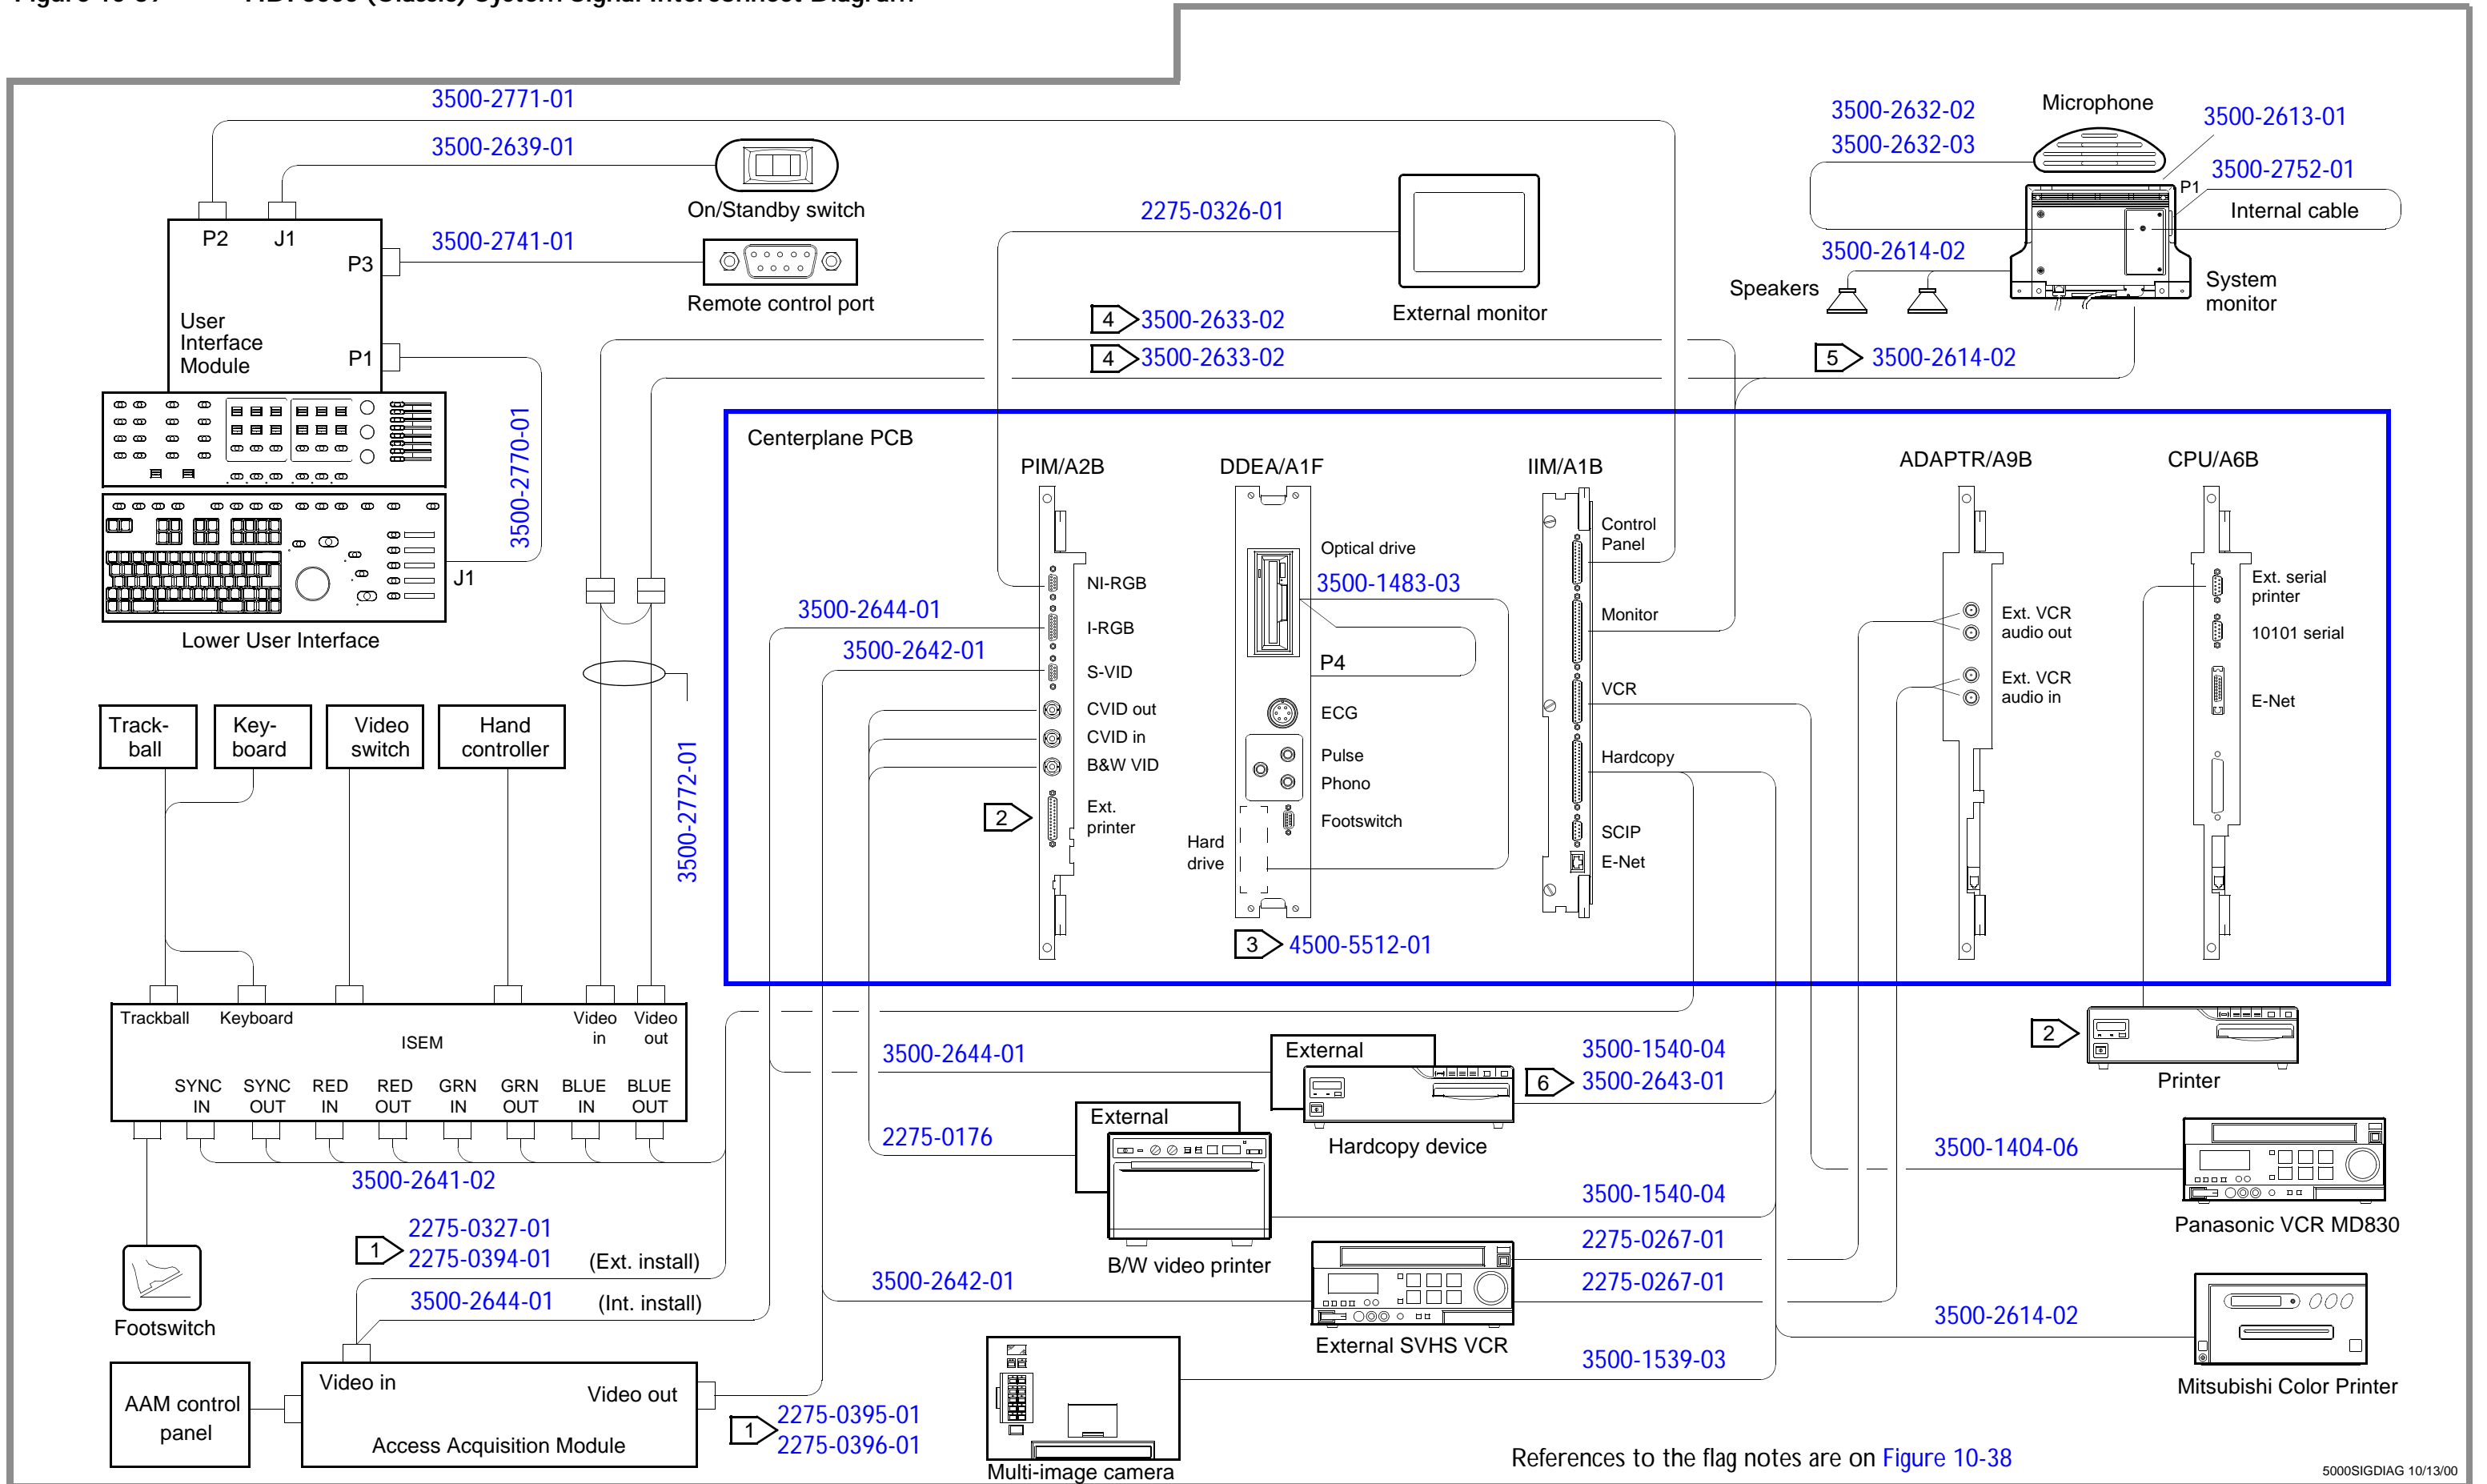 3500-2771-01
3500-2639-01
On/Standby switch
P2
J1
3500-2741-01
P3
Remote control port
User
Interface
Module
P1
3500-2770-01
J1
Lower User Interface
2275-0326-01
External monitor
4 3500-2633-02
4 3500-2633-02
3500-2632-02
3500-2632-03
Microphone
3500-2613-01
3500-2752-01
P1
Internal cable
3500-2614-02
Speakers
System
monitor
5 3500-2614-02
Centerplane PCB
PIM/A2B
DDEA/A1F
IIM/A1B
ADAPTR/A9B
CPU/A6B
NI-RGB
I-RGB
S-VID
CVID out
CVID in
B&W VID
2
Ext.
printer
3500-2644-01
3500-2642-01
Optical drive
3500-1483-03
P4
ECG
Pulse
Phono
Footswitch
Hard
drive
3 4500-5512-01
Control
Panel
Monitor
VCR
Hardcopy
SCIP
E-Net
Ext. VCR
audio out
Ext. VCR
audio in
Ext. serial
printer
10101 serial
E-Net
Track-
ball
Key-
board
Video
switch
Hand
controller
3500-2772-01
Trackball
Keyboard
ISEM
Video
in
Video
out
SYNC
IN
SYNC
OUT
RED
IN
RED
OUT
GRN
IN
GRN
OUT
BLUE
IN
BLUE
OUT
3500-2641-02
Footswitch
1
2275-0327-01
2275-0394-01 (Ext. install)
3500-2644-01 (Int. install)
AAM control
panel
Video in
Video out
Access Acquisition Module
1
2275-0395-01
2275-0396-01
3500-2644-01
External
Hardcopy device
3500-1540-04
6 3500-2643-01
2275-0176
External
B/W video printer
3500-1540-04
2275-0267-01
2275-0267-01
3500-2642-01
External SVHS VCR
3500-1539-03
Multi-image camera
2
Printer
3500-1404-06
Panasonic VCR MD830
3500-2614-02
Mitsubishi Color Printer
References to the flag notes are on Figure 10-38
5000SIGDIAG 10/13/00